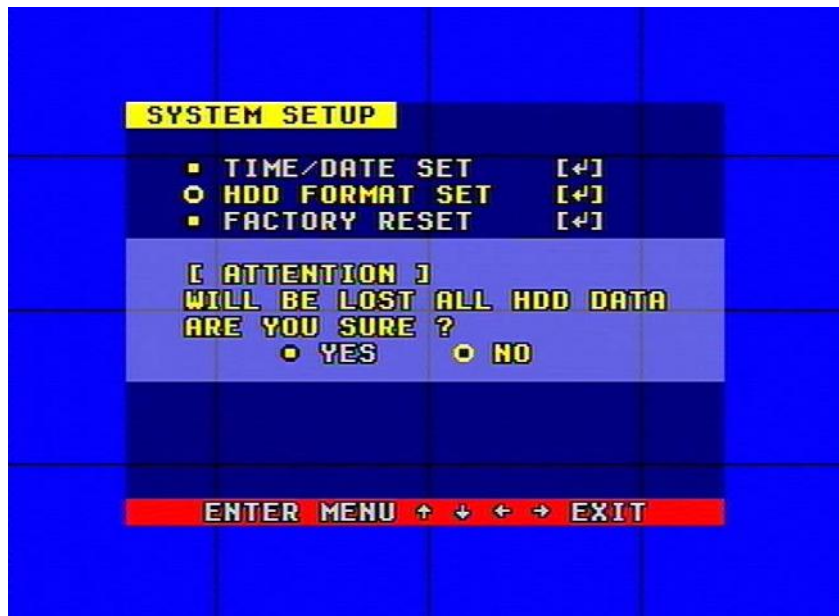 SYSTEM SETUP
TIME/DATE SET [↵]
HDD FORMAT SET [↵]
FACTORY RESET [↵]
[ ATTENTION ]
WILL BE LOST ALL HDD DATA
ARE YOU SURE ?
YES NO
ENTER MENU ↑ ↓ ← → EXIT